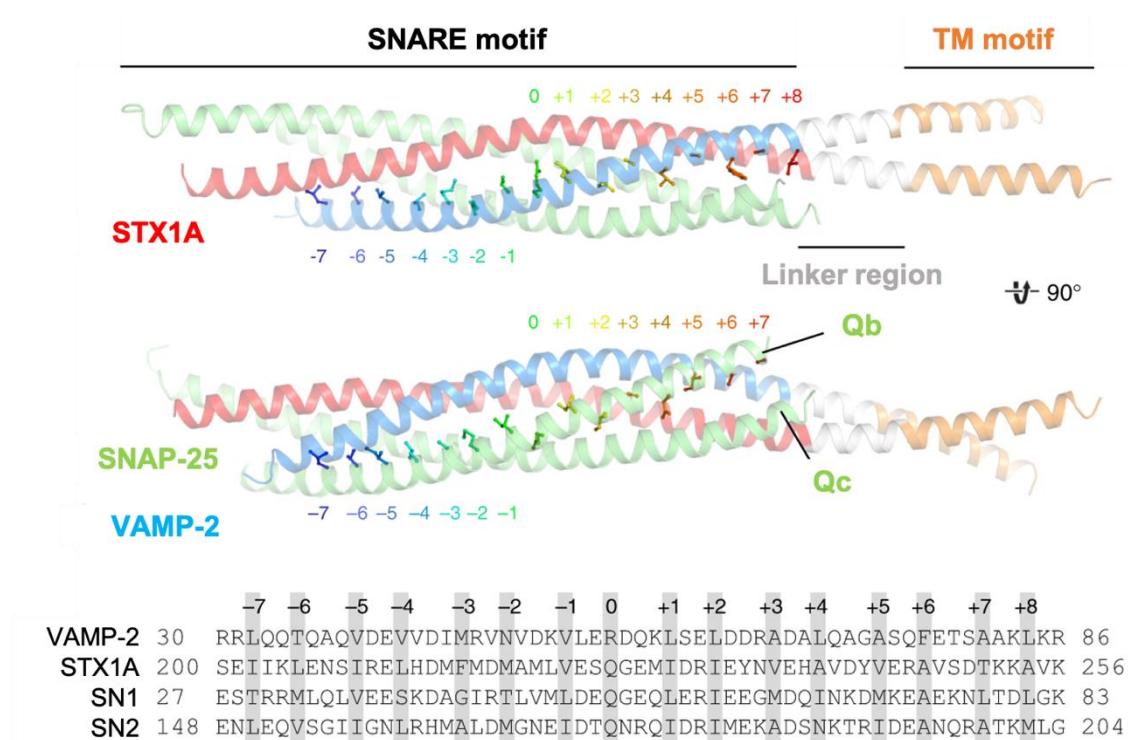 SNARE motif TM motif
0 +1 +2 +3 +4 +5 +6 +7 +8
STX1A
-7 -6 -5 -4 -3 -2 -1
Linker region
90°
0 +1 +2 +3 +4 +5 +6 +7
Qb
SNAP-25
Qc
−7 −6 −5 −4 −3 −2 −1
VAMP-2
−7 −6 −5 −4 −3 −2 −1 0 +1 +2 +3 +4 +5 +6 +7 +8
VAMP-2 30 RRLQQTQAQVDEVVDIMRVNVDKVLERDQKLSELDDRADALQAGASQFETSAAKLKR 86
STX1A 200 SEIIKLENSIRELHDMFMDMAMLVESQGEMIDRIEYNVEHAVDYVERAVSDTKKAVK 256
SN1 27 ESTRRMLQLVEESKDAGIRTLVMLDEQGEQLERIEEGMDQINKDMKEAEKNLTDLGK 83
SN2 148 ENLEQVSGIIGNLRHMALDMGNEIDTQNRQIDRIMEKADSNKTRIDEANQRATKMLG 204